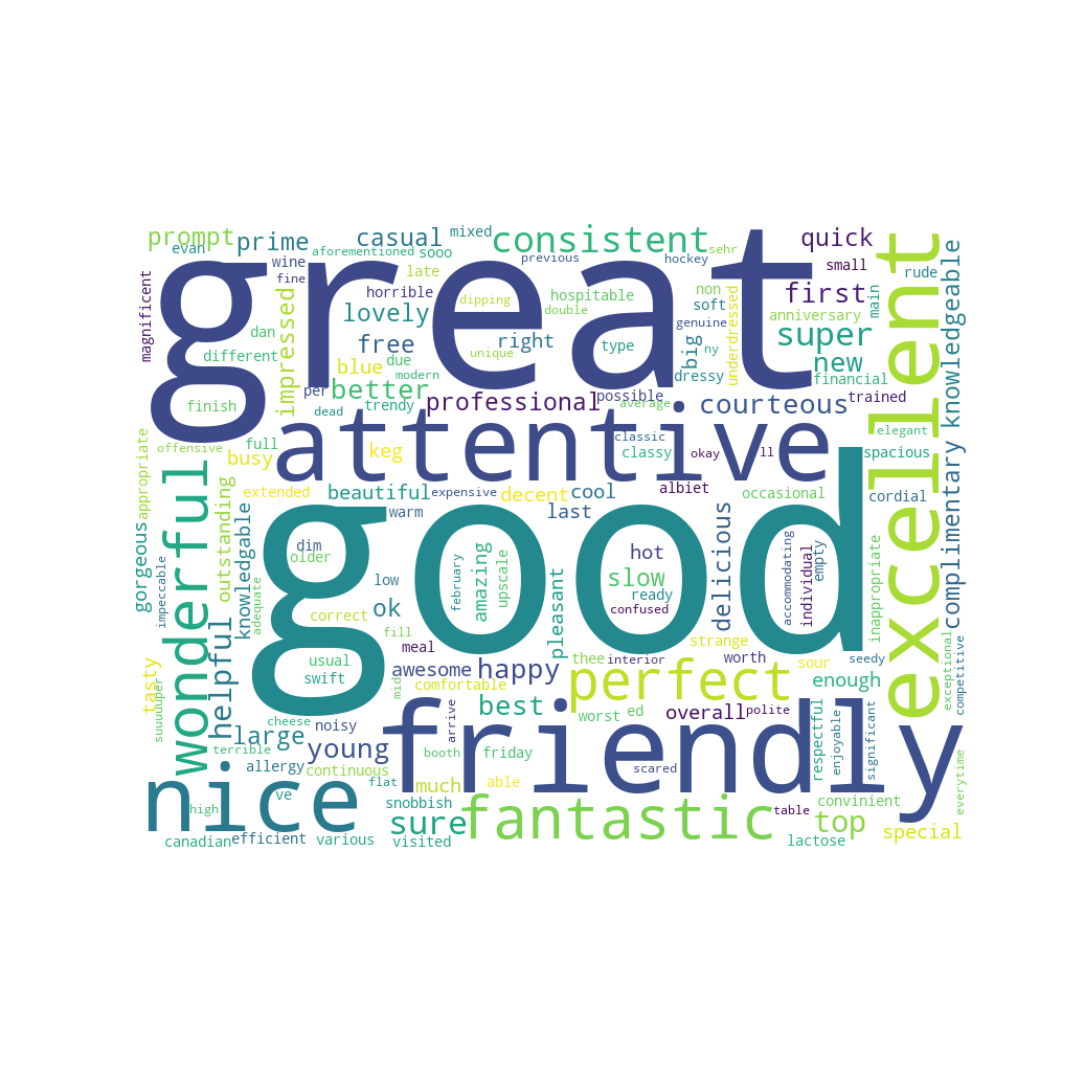 prompt
evan
prime
aforementioned
casual
sooo
mixed
consistent
previous
hockey
sehr
quick
small
rude
wine
fine
late
horrible
dipping
double
hospitable
non
soft
underdressed
first
main
magnificent
great
excellent
complimentary
knowledgeable
dan
different
impressed
lovely
free
due
unique
right
type
genuine
ny
big
anniversary
super
new
blue
modern
per
better
possible
dressy
financial
finish
dead
trendy
professional
average
courteous
trained
offensive
full
attentive
classic
elegant
busy
keg
classy
okay
ll
spacious
appropriate
wonderful
extended
beautiful
expensive
decent
cool
albiet
occasional
cordial
outstanding
warm
last
gorgeous
knowledgable
dim
older
good
hot
delicious
accommodating
individual
empty
inappropriate
impeccable
adequate
low
february
amazing
upscale
pleasant
slow
ready
confused
ok
correct
fill
strange
usual
swift
meal
awesome
happy
thee
interior
worth
sour
seedy
exceptional
competitive
tasty
helpful
mids
comfortable
perfect
enough
suuuuuper
cheese
best
worst
ed
overall
polite
large
noisy
arrive
friendly
respectful
enjoyable
significant
terrible
young
booth
friday
scared
allergy
continuous
flat
much
able
everytime
nice
high
ve
snobbish
fantastic
table
convinient
sure
top
special
canadian
efficient
various
visited
lactose